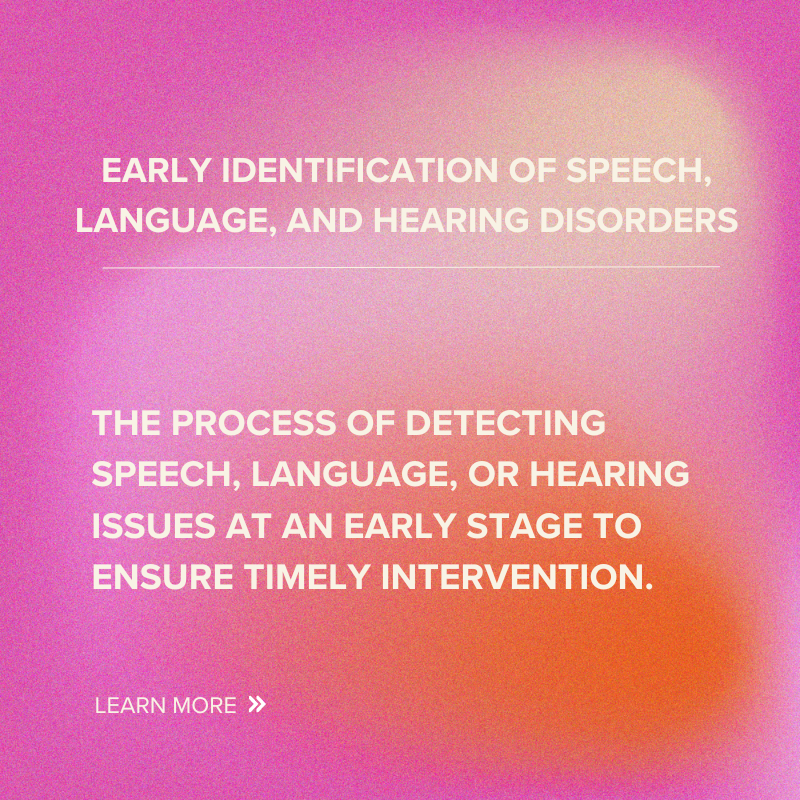 EARLY IDENTIFICATION OF SPEECH,
LANGUAGE, AND HEARING DISORDERS
THE PROCESS OF DETECTING
SPEECH, LANGUAGE, OR HEARING
ISSUES AT AN EARLY STAGE TO
ENSURE TIMELY INTERVENTION.
LEARN MORE »